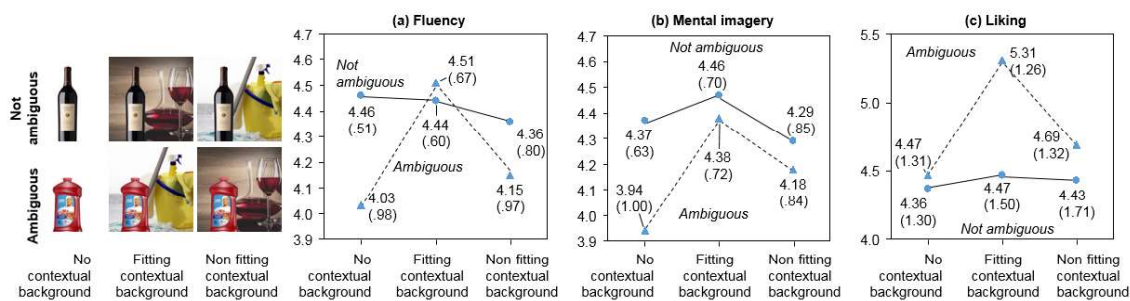 Not
ambiguous
Ambiguous
No
contextual
background
Fitting
contextual
background
Non fitting
contextual
background
(a) Fluency
4.7
4.6
4.5
4.4
4.3
4.2
4.1
4.0
3.9
Not
ambiguous
4.46
(.51)
4.51
(.67)
4.44
(.60)
4.36
(.80)
Ambiguous
4.03
(.98)
4.15
(.97)
No
contextual
background
Fitting
contextual
background
Non fitting
contextual
background
(b) Mental imagery
4.7
4.6
4.5
4.4
4.3
4.2
4.1
4.0
3.9
Not ambiguous
4.46
(.70)
4.37
(.63)
4.29
(.85)
4.38
(.72)
3.94
(1.00)
4.18
(.84)
Ambiguous
No
contextual
background
Fitting
contextual
background
Non fitting
contextual
background
(c) Liking
5.5
5.0
4.5
4.0
Ambiguous
5.31
(1.26)
4.47
(1.31)
4.69
(1.32)
4.36
(1.30)
4.47
(1.50)
4.43
(1.71)
Not ambiguous
No
contextual
background
Fitting
contextual
background
Non fitting
contextual
background